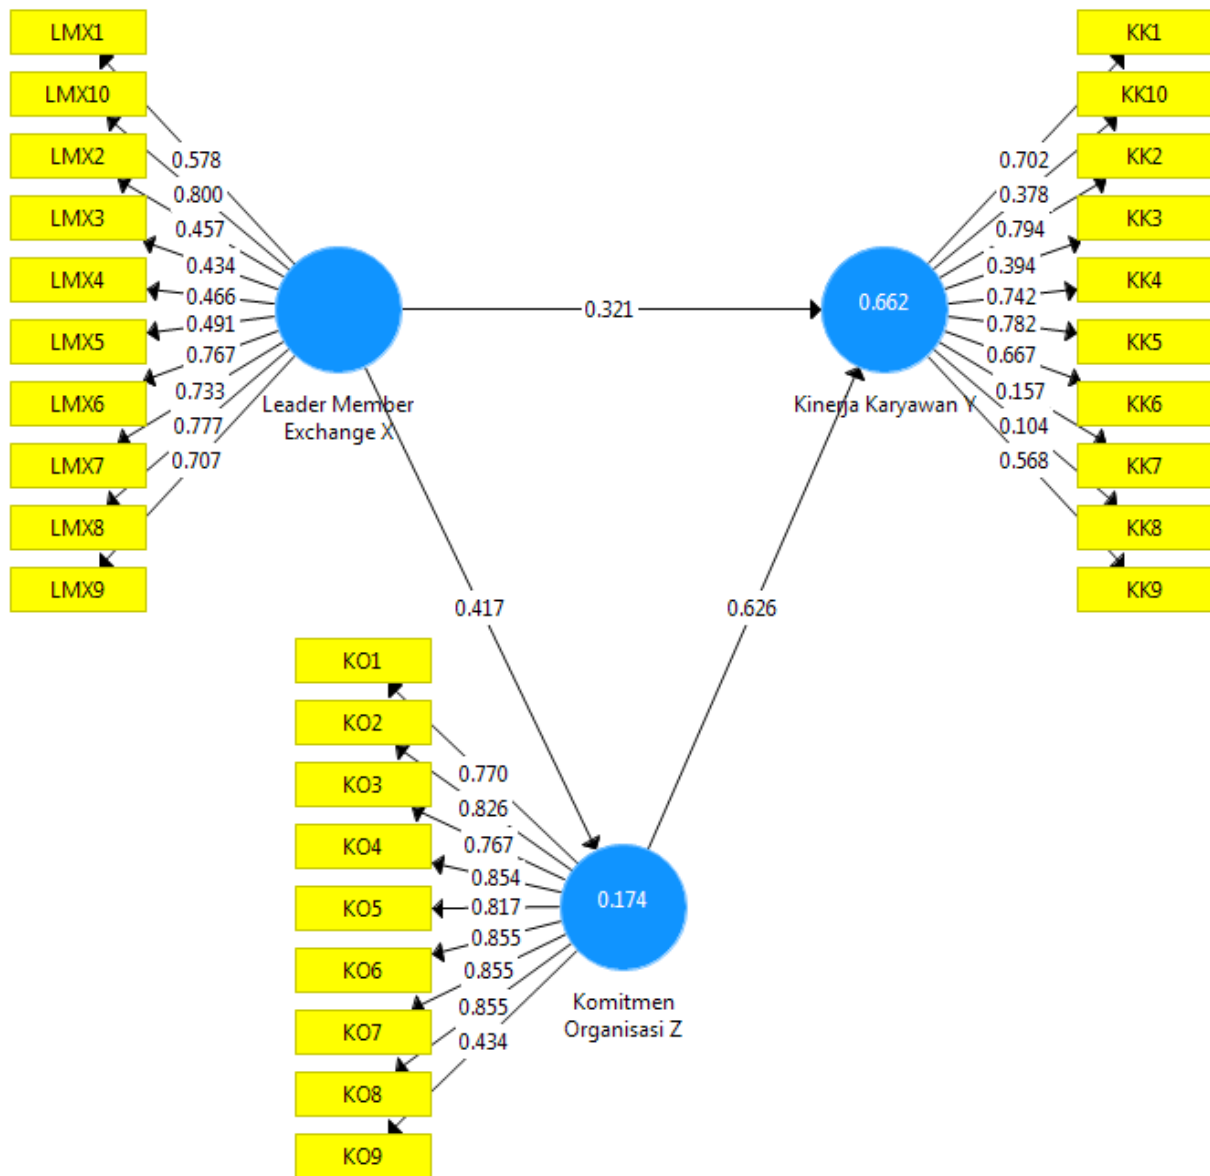 LMX1
LMX10
LMX2
LMX3
LMX4
LMX5
LMX6
LMX7
LMX8
LMX9
0.578
0.800
0.457
0.434
0.466
0.491
0.767
0.733
0.777
0.707
Leader Member
Exchange X
0.321
0.662
Kinerja Karyawan Y
0.702
0.378
0.794
0.394
0.742
0.782
0.667
0.157
0.104
0.568
KK1
KK10
KK2
KK3
KK4
KK5
KK6
KK7
KK8
KK9
0.417
0.626
KO1
KO2
KO3
KO4
KO5
KO6
KO7
KO8
KO9
0.770
0.826
0.767
0.854
0.817
0.855
0.855
0.855
0.434
0.174
Komitmen
Organisasi Z